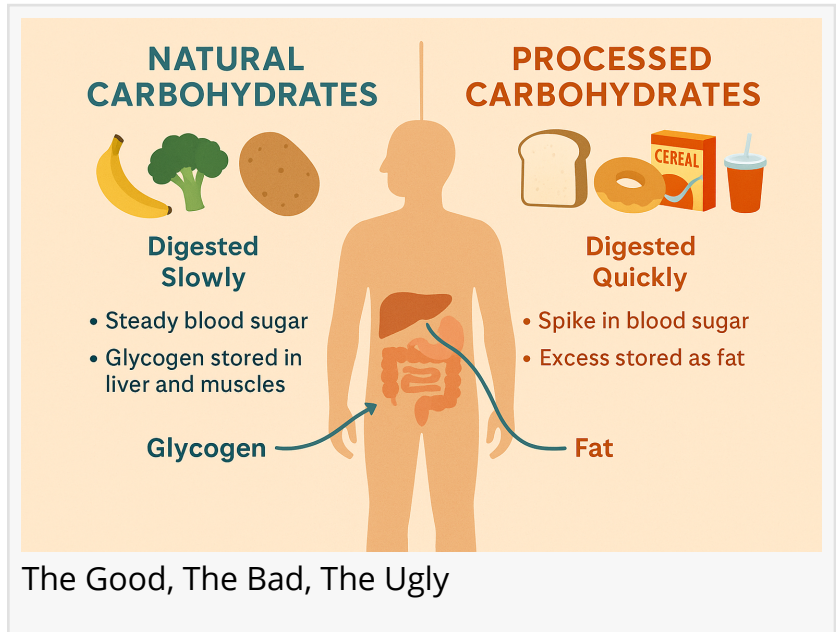 NATURAL
CARBOHYDRATES
Digested
Slowly
• Steady blood sugar
• Glycogen stored in
liver and muscles
Glycogen
PROCESSED
CARBOHYDRATES
CEREAL
Digested
Quickly
• Spike in blood sugar
• Excess stored as fat
Fat
The Good, The Bad, The Ugly